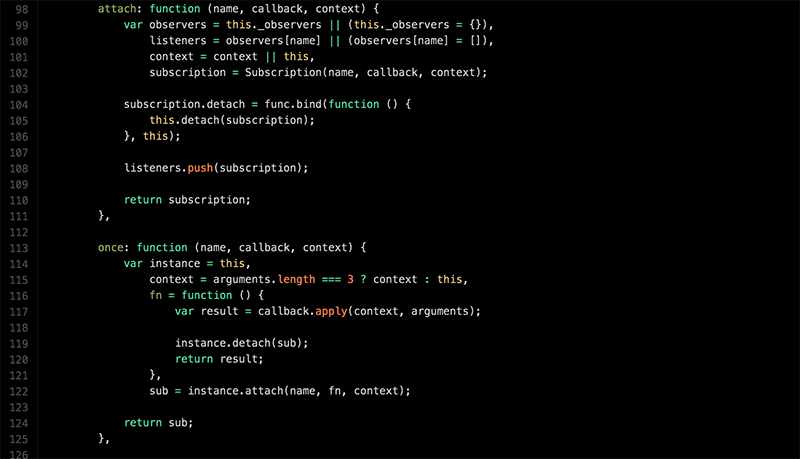 98 attach: function (name, callback, context) {
99 var observers = this._observers || (this._observers = {}),
100 listeners = observers[name] || (observers[name] = []),
101 context = context || this,
102 subscription = Subscription(name, callback, context);
103
104 subscription.detach = func.bind(function () {
105 this.detach(subscription);
106 }, this);
107
108 listeners.push(subscription);
109
110 return subscription;
111 },
112
113 once: function (name, callback, context) {
114 var instance = this,
115 context = arguments.length === 3 ? context : this,
116 fn = function () {
117 var result = callback.apply(context, arguments);
118
119 instance.detach(sub);
120 return result;
121 },
122 sub = instance.attach(name, fn, context);
123
124 return sub;
125 },
126